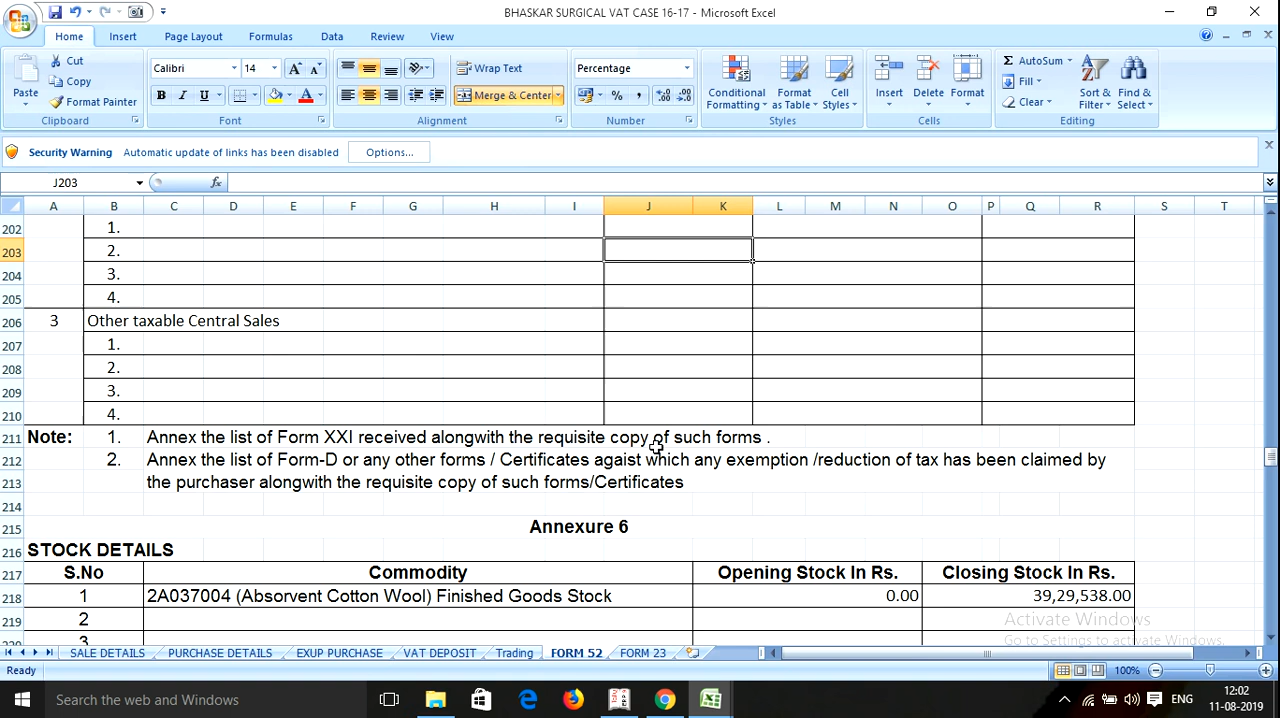 BHASKAR SURGICAL VAT CASE 16-17 - Microsoft Excel
Home Insert Page Layout Formulas Data Review View
Paste Cut Copy Format Painter Clipboard
Calibri 14 A A B I U A Font
Wrap Text Merge & Center Alignment
Percentage % , Number
Conditional Formatting Format as Table Cell Styles Styles
Insert Delete Format Cells
Σ AutoSum Fill Clear Sort & Filter Find & Select Editing
Security Warning Automatic update of links has been disabled Options...
J203 fx
A B C D E F G H I J K L M N O P Q R S T
202 1.
203 2.
204 3.
205 4.
206 3 Other taxable Central Sales
207 1.
208 2.
209 3.
210 4.
211 Note: 1. Annex the list of Form XXI received alongwith the requisite copy of such forms .
212 2. Annex the list of Form-D or any other forms / Certificates agaist which any exemption /reduction of tax has been claimed by
213 the purchaser alongwith the requisite copy of such forms/Certificates
214
215 Annexure 6
216 STOCK DETAILS
217 S.No Commodity Opening Stock In Rs. Closing Stock In Rs.
218 1 2A037004 (Absorvent Cotton Wool) Finished Goods Stock 0.00 39,29,538.00
219 2
220 3
Activate Windows
Go to Settings to activate Windows.
SALE DETAILS PURCHASE DETAILS EXUP PURCHASE VAT DEPOSIT Trading FORM 52 FORM 23
Ready 100%
Search the web and Windows ENG 12:02
11-08-2019